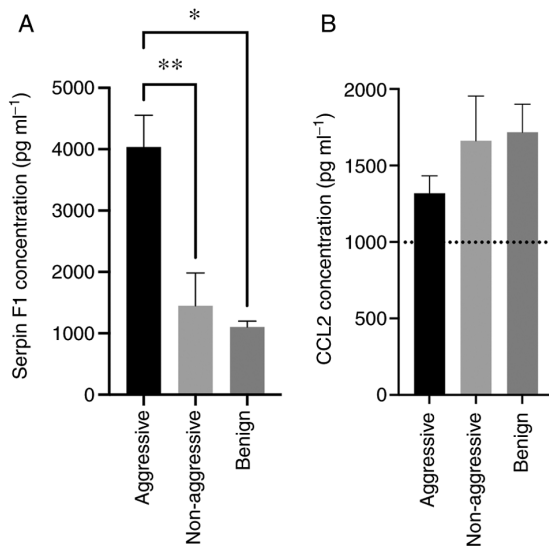 A
*
**
Serpin F1 concentration (pg ml⁻¹)
5000
4000
3000
2000
1000
0
Aggressive
Non-aggressive
Benign
B
CCL2 concentration (pg ml⁻¹)
2000
1500
1000
500
0
Aggressive
Non-aggressive
Benign